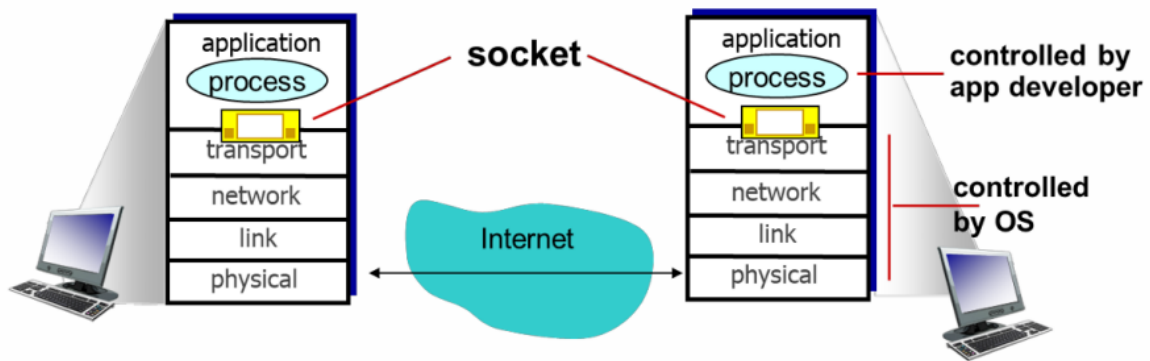 application
process
transport
network
link
physical
socket
Internet
application
process
transport
network
link
physical
controlled by
app developer
controlled
by OS